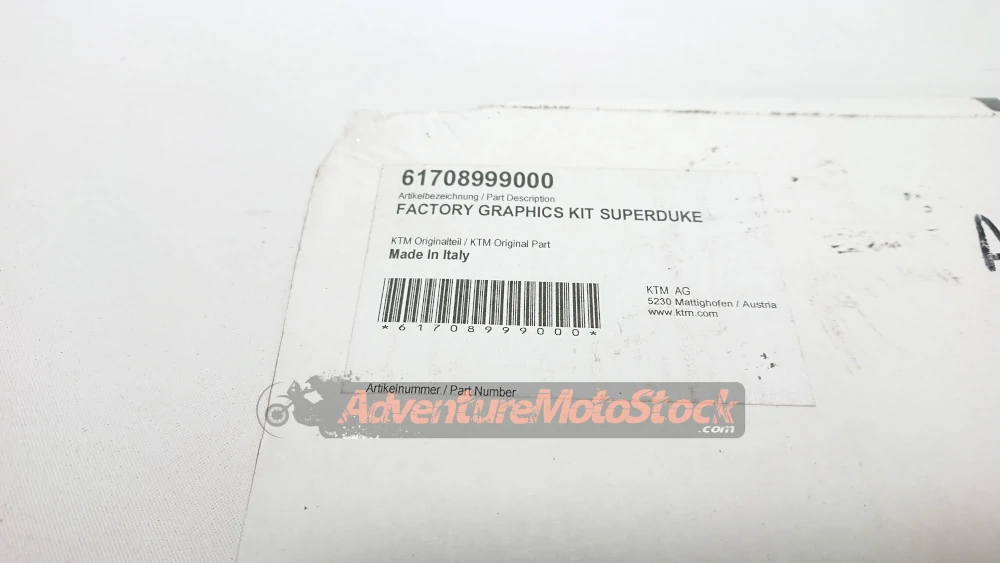 61708999000
Artikelbezeichnung / Part Description
FACTORY GRAPHICS KIT SUPERDUKE
KTM Originalteil / KTM Original Part
Made In Italy
*61708999000*
KTM AG
5230 Mattighofen / Austria
www.ktm.com
Artikelnummer / Part Number
AdventureMotoStock
.com